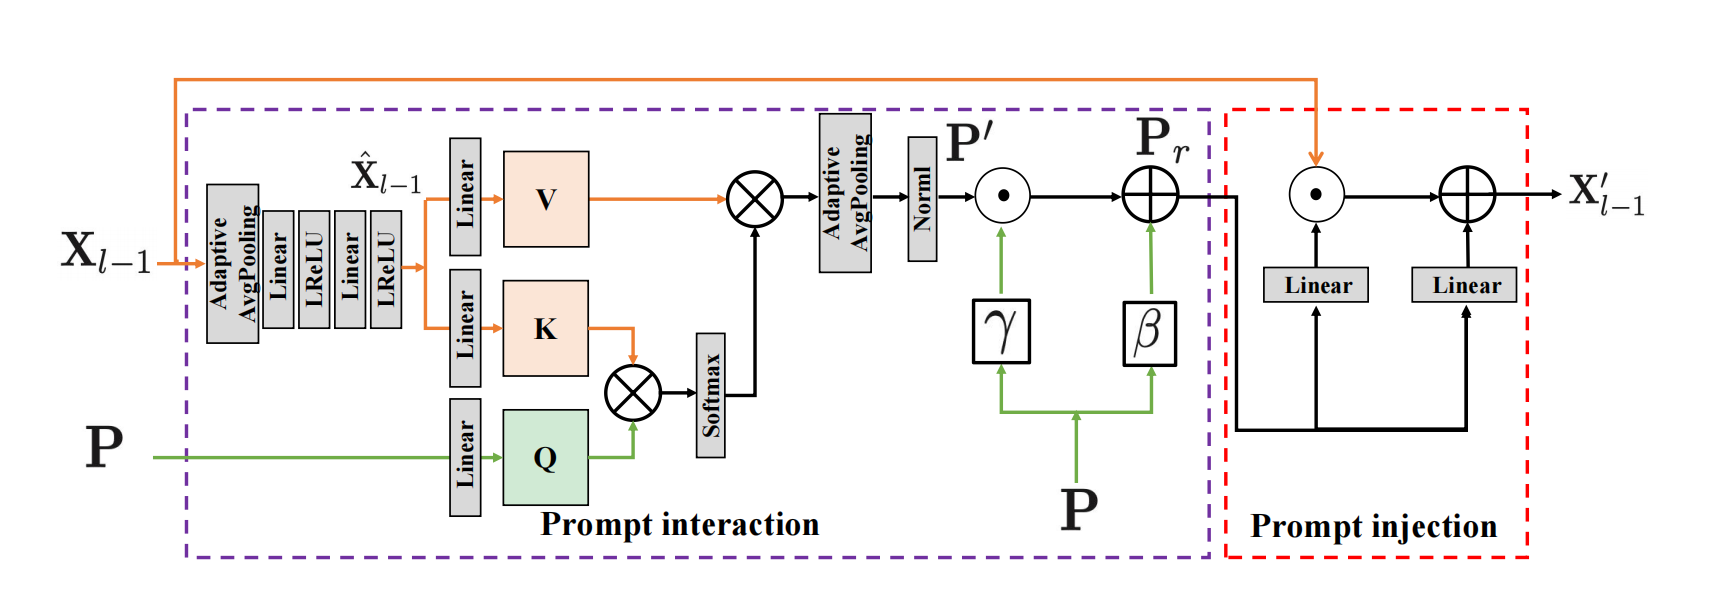 X_{l-1}
Adaptive
AvgPooling
Linear
LReLU
Linear
LReLU
X̂_{l-1}
Linear
V
Linear
K
P
Linear
Q
Softmax
Adaptive
AvgPooling
Norml
P′
γ
P_r
β
P
Prompt interaction
Linear
Linear
X′_{l-1}
Prompt injection